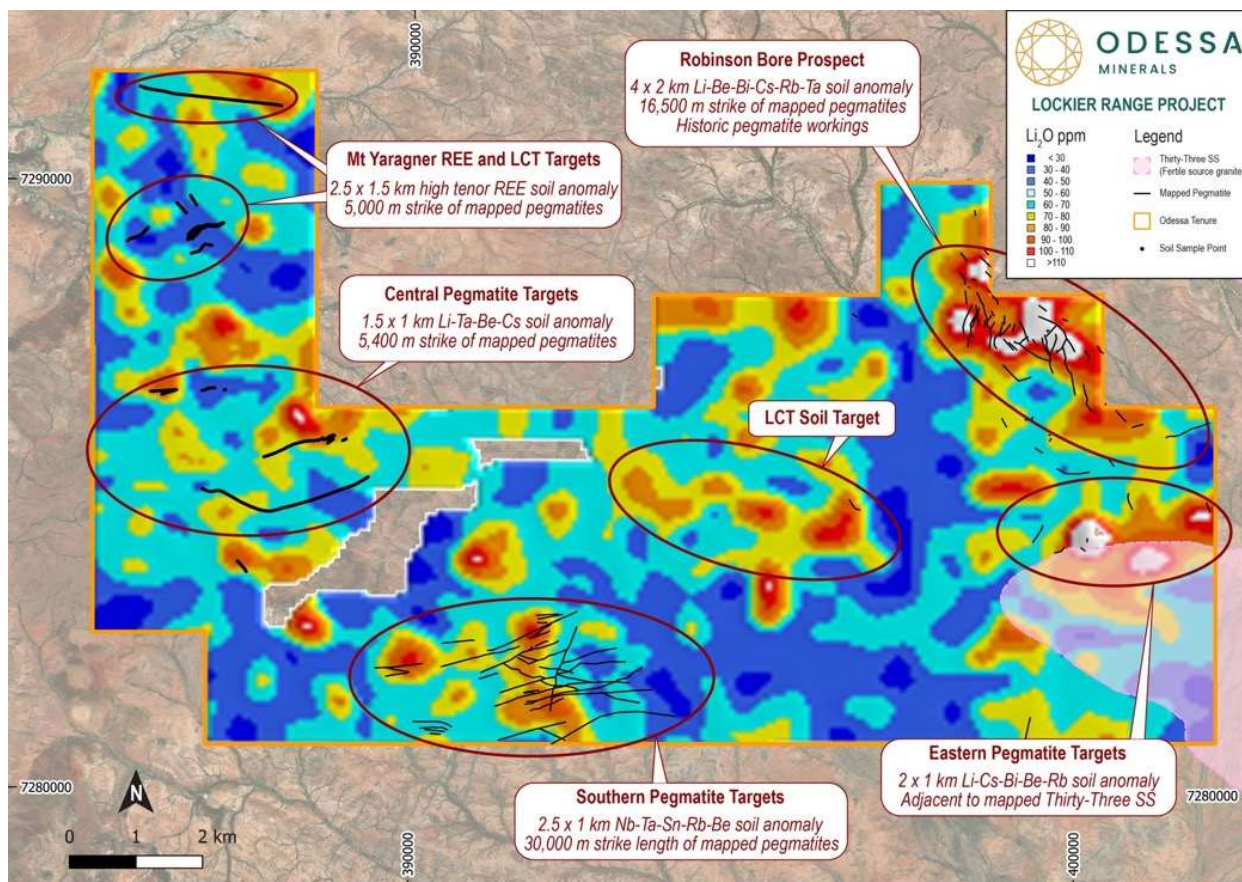 390000
ODESSA
MINERALS
LOCKIER RANGE PROJECT
Li2O ppm
< 30
30 - 40
40 - 50
50 - 60
60 - 70
70 - 80
80 - 90
90 - 100
100 - 110
>110
Legend
Thirty-Three SS
(Fertile source granite
Mapped Pegmatite
Odessa Tenure
Soil Sample Point
Robinson Bore Prospect
4 x 2 km Li-Be-Bi-Cs-Rb-Ta soil anomaly
16,500 m strike of mapped pegmatites
Historic pegmatite workings
Mt Yaragner REE and LCT Targets
2.5 x 1.5 km high tenor REE soil anomaly
5,000 m strike of mapped pegmatites
7290000
Central Pegmatite Targets
1.5 x 1 km Li-Ta-Be-Cs soil anomaly
5,400 m strike of mapped pegmatites
LCT Soil Target
Eastern Pegmatite Targets
2 x 1 km Li-Cs-Bi-Be-Rb soil anomaly
Adjacent to mapped Thirty-Three SS
Southern Pegmatite Targets
2.5 x 1 km Nb-Ta-Sn-Rb-Be soil anomaly
30,000 m strike length of mapped pegmatites
7280000
7280000
N
0 1 2 km
390000
400000